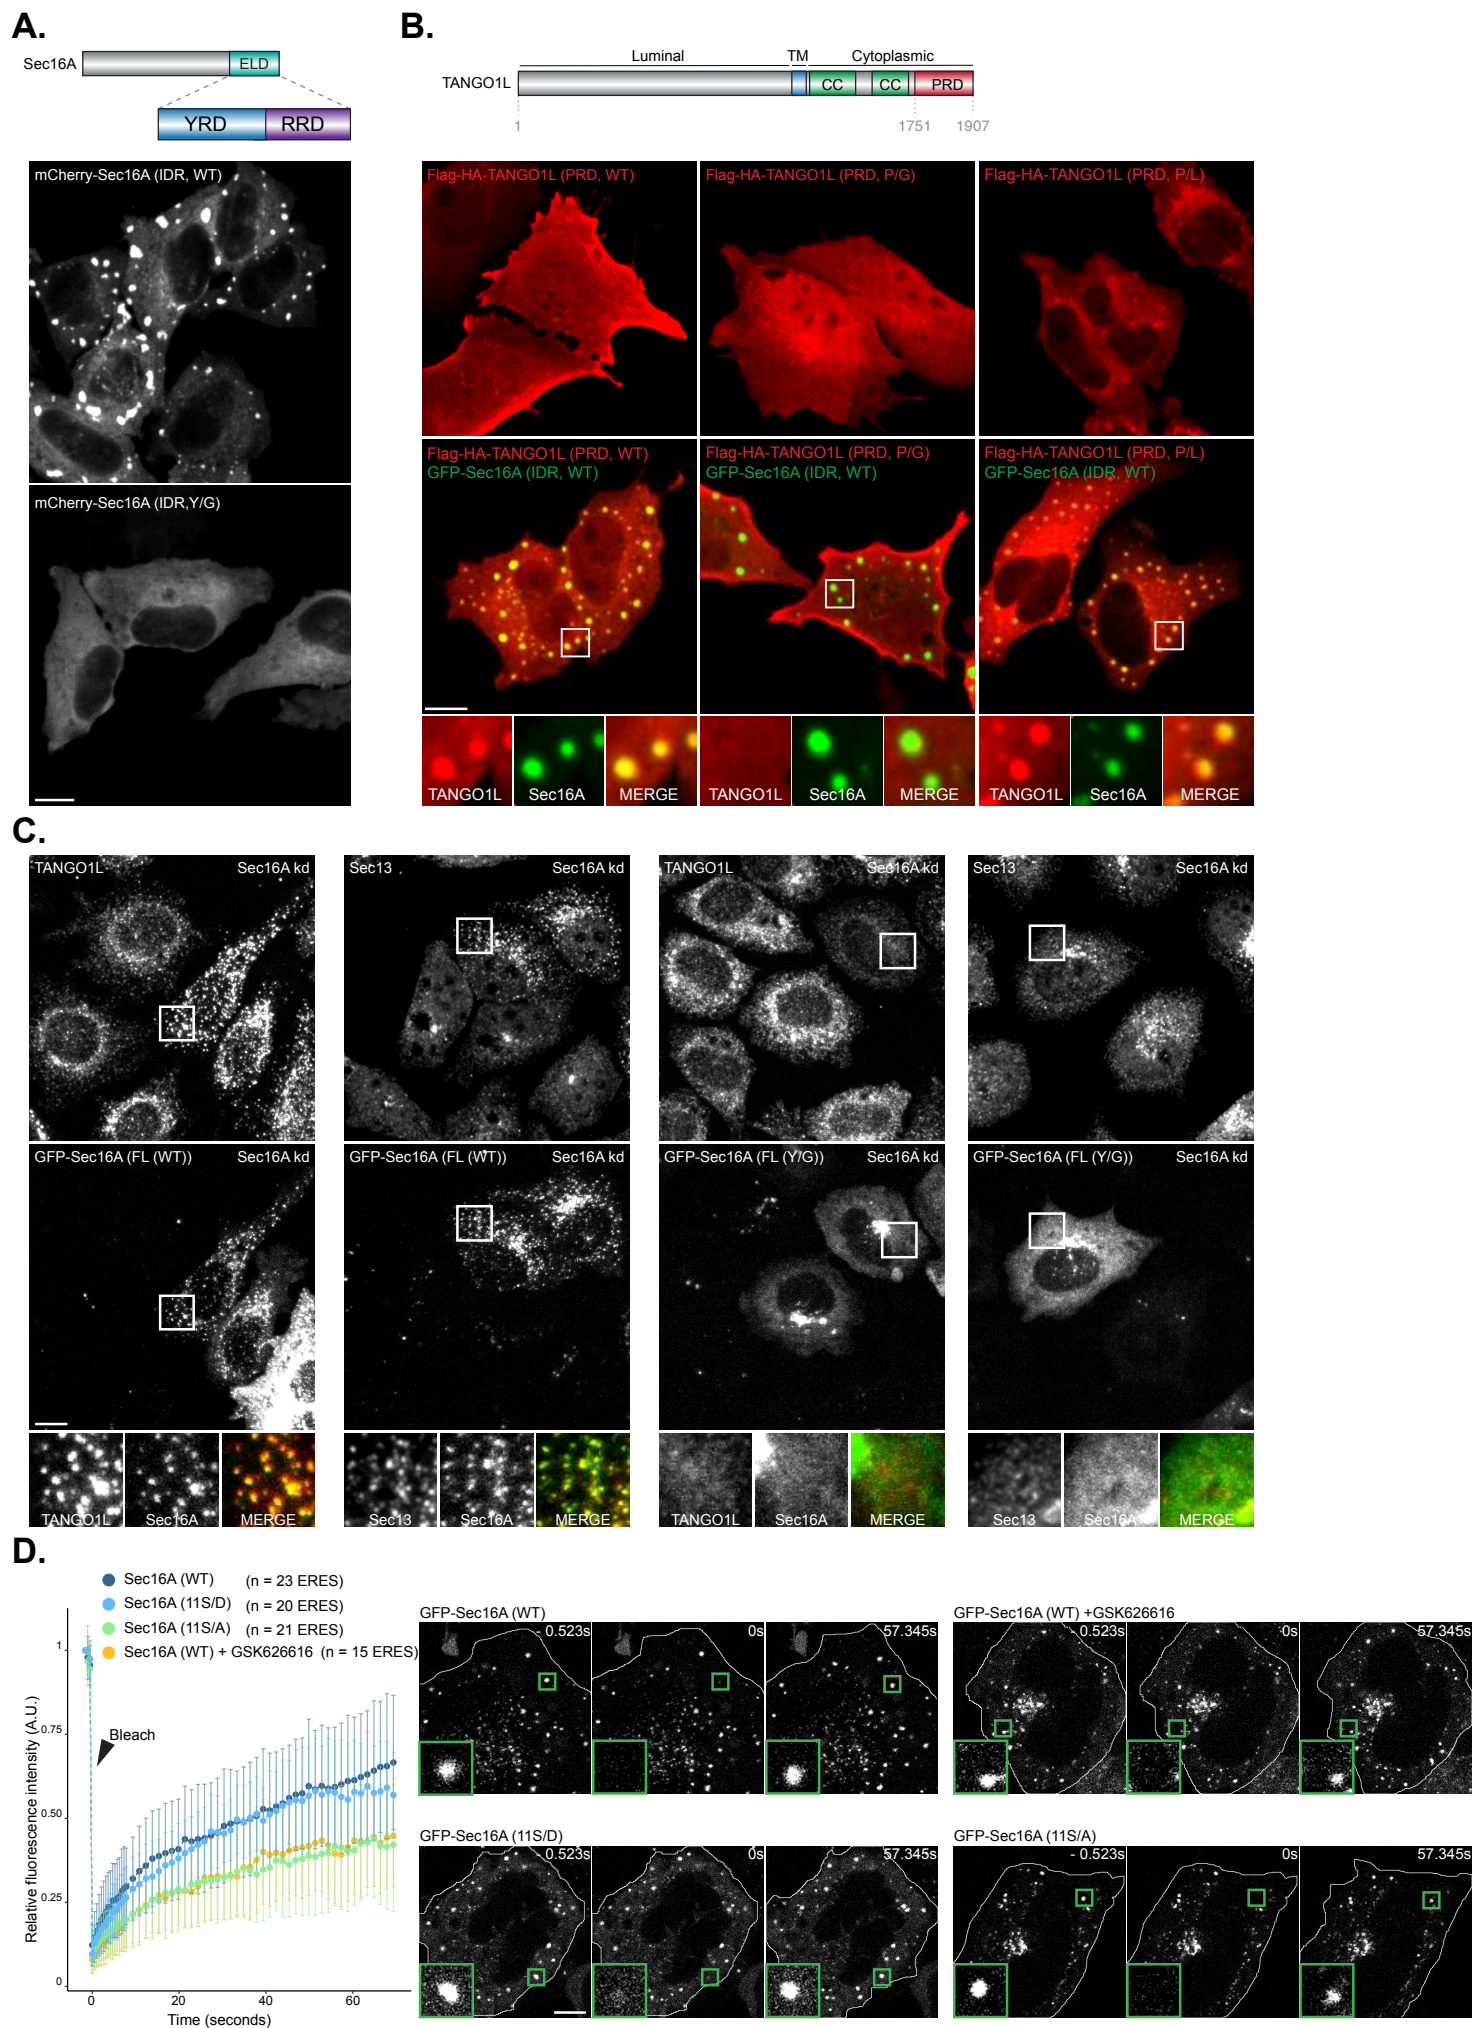 A.
Sec16A
ELD
YRD RRD
mCherry-Sec16A (IDR, WT)
mCherry-Sec16A (IDR,Y/G)
B.
Luminal TM Cytoplasmic
TANGO1L CC CC PRD
1 1751 1907
Flag-HA-TANGO1L (PRD, WT)
Flag-HA-TANGO1L (PRD, P/G)
Flag-HA-TANGO1L (PRD, P/L)
Flag-HA-TANGO1L (PRD, WT)
GFP-Sec16A (IDR, WT)
Flag-HA-TANGO1L (PRD, P/G)
GFP-Sec16A (IDR, WT)
Flag-HA-TANGO1L (PRD, P/L)
GFP-Sec16A (IDR, WT)
TANGO1L Sec16A MERGE
TANGO1L Sec16A MERGE
TANGO1L Sec16A MERGE
C.
TANGO1L Sec16A kd
Sec13 Sec16A kd
TANGO1L Sec16A kd
Sec13 Sec16A kd
GFP-Sec16A (FL (WT)) Sec16A kd
GFP-Sec16A (FL (WT)) Sec16A kd
GFP-Sec16A (FL (Y/G)) Sec16A kd
GFP-Sec16A (FL (Y/G)) Sec16A kd
TANGO1L Sec16A MERGE
Sec13 Sec16A MERGE
TANGO1L Sec16A MERGE
Sec13 Sec16A MERGE
D.
Sec16A (WT) (n = 23 ERES)
Sec16A (11S/D) (n = 20 ERES)
Sec16A (11S/A) (n = 21 ERES)
Sec16A (WT) + GSK626616 (n = 15 ERES)
Bleach
Relative fluorescence intensity (A.U.)
1
0.75
0.50
0.25
0
0 20 40 60
Time (seconds)
GFP-Sec16A (WT)
- 0.523s 0s 57.345s
GFP-Sec16A (WT) +GSK626616
- 0.523s 0s 57.345s
GFP-Sec16A (11S/D)
- 0.523s 0s 57.345s
GFP-Sec16A (11S/A)
- 0.523s 0s 57.345s